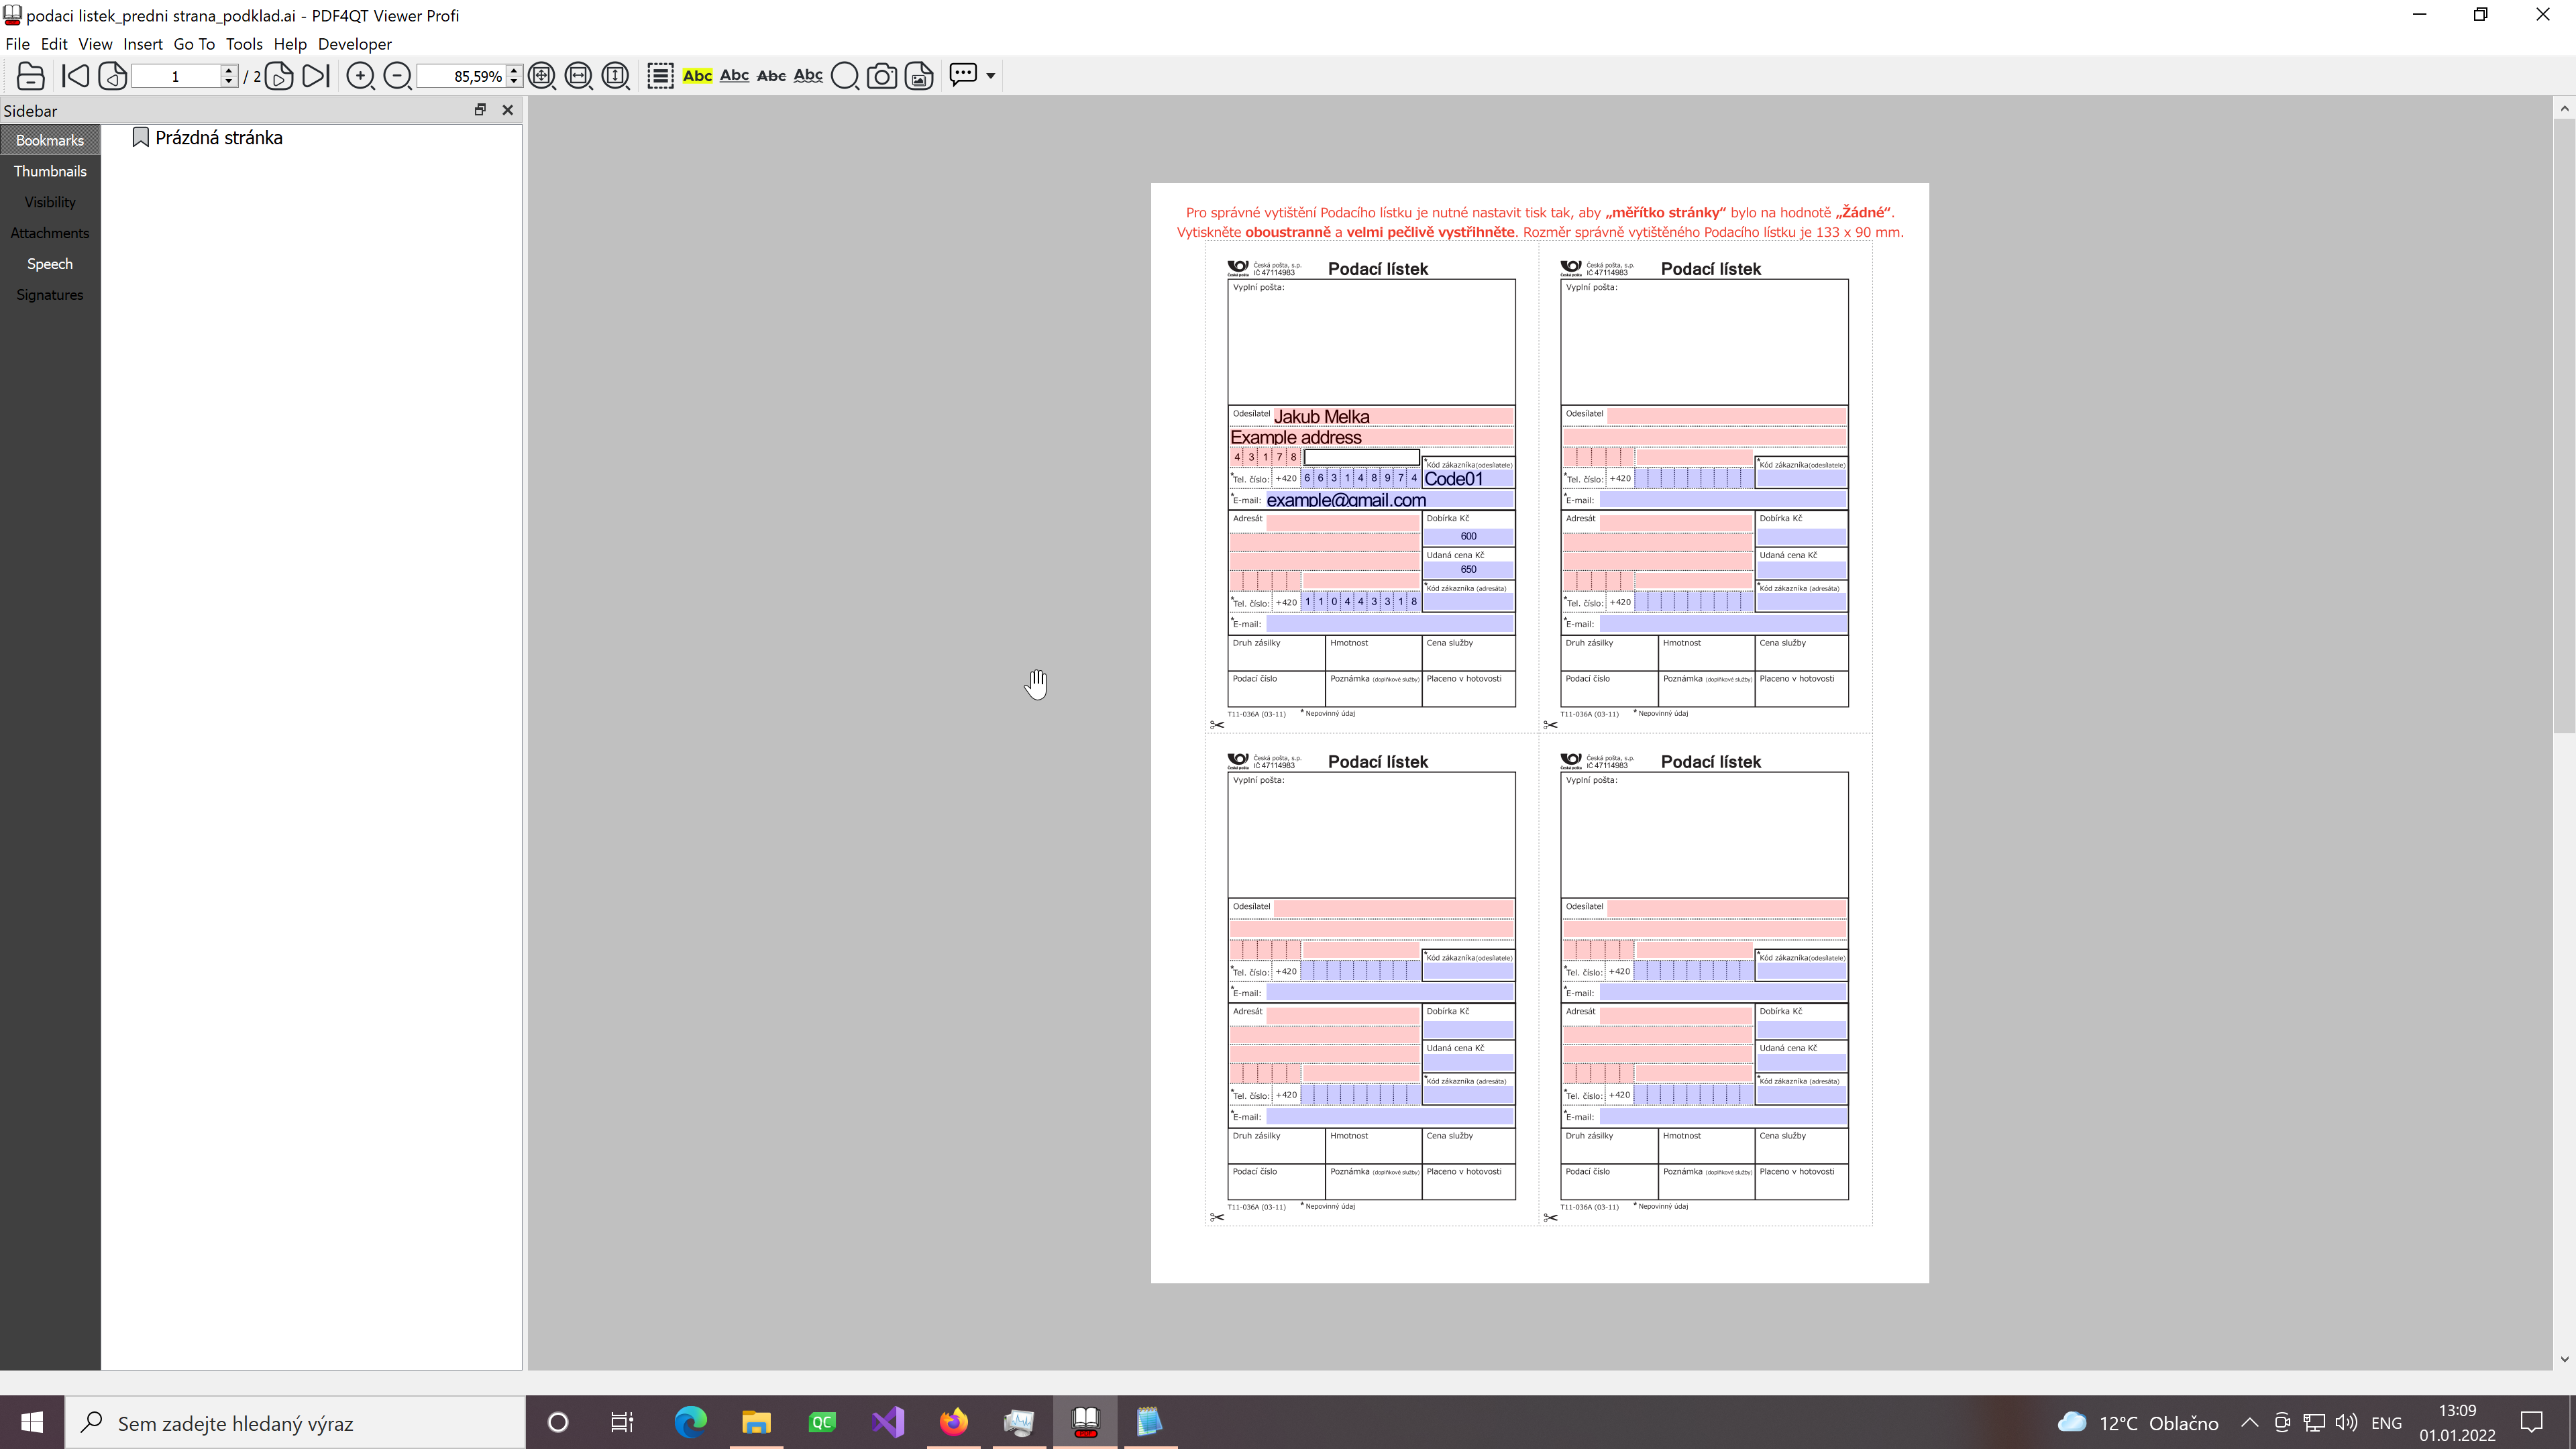 podaci listek_predni strana_podklad.ai - PDF4QT Viewer Profi
File Edit View Insert Go To Tools Help Developer
1 / 2 85,59% Abc Abc Abc Abc
Sidebar
Bookmarks
Thumbnails
Visibility
Attachments
Speech
Signatures
Prázdná stránka
Pro správné vytištění Podacího lístku je nutné nastavit tisk tak, aby „měřítko stránky“ bylo na hodnotě „Žádné“.
Vytiskněte oboustranně a velmi pečlivě vystřihněte. Rozměr správně vytištěného Podacího lístku je 133 x 90 mm.
Česká pošta
Česká pošta, s.p.
IČ 47114983
Podací lístek
Vyplní pošta:
Odesílatel Jakub Melka
Example address
4 3 1 7 8
*Kód zákazníka(odesílatele)
*Tel. číslo: +420 6 6 3 1 4 8 9 7 4 Code01
*E-mail: example@gmail.com
Adresát
Dobírka Kč
600
Udaná cena Kč
650
*Kód zákazníka (adresáta)
*Tel. číslo: +420 1 1 0 4 4 3 3 1 8
*E-mail:
Druh zásilky Hmotnost Cena služby
Podací číslo Poznámka (doplňkové služby) Placeno v hotovosti
T11-036A (03-11) * Nepovinný údaj
Česká pošta
Česká pošta, s.p.
IČ 47114983
Podací lístek
Vyplní pošta:
Odesílatel
*Kód zákazníka(odesílatele)
*Tel. číslo: +420
*E-mail:
Adresát
Dobírka Kč
Udaná cena Kč
*Kód zákazníka (adresáta)
*Tel. číslo: +420
*E-mail:
Druh zásilky Hmotnost Cena služby
Podací číslo Poznámka (doplňkové služby) Placeno v hotovosti
T11-036A (03-11) * Nepovinný údaj
Česká pošta
Česká pošta, s.p.
IČ 47114983
Podací lístek
Vyplní pošta:
Odesílatel
*Kód zákazníka(odesílatele)
*Tel. číslo: +420
*E-mail:
Adresát
Dobírka Kč
Udaná cena Kč
*Kód zákazníka (adresáta)
*Tel. číslo: +420
*E-mail:
Druh zásilky Hmotnost Cena služby
Podací číslo Poznámka (doplňkové služby) Placeno v hotovosti
T11-036A (03-11) * Nepovinný údaj
Česká pošta
Česká pošta, s.p.
IČ 47114983
Podací lístek
Vyplní pošta:
Odesílatel
*Kód zákazníka(odesílatele)
*Tel. číslo: +420
*E-mail:
Adresát
Dobírka Kč
Udaná cena Kč
*Kód zákazníka (adresáta)
*Tel. číslo: +420
*E-mail:
Druh zásilky Hmotnost Cena služby
Podací číslo Poznámka (doplňkové služby) Placeno v hotovosti
T11-036A (03-11) * Nepovinný údaj
Sem zadejte hledaný výraz
QC
PDF
12°C Oblačno
ENG
13:09
01.01.2022